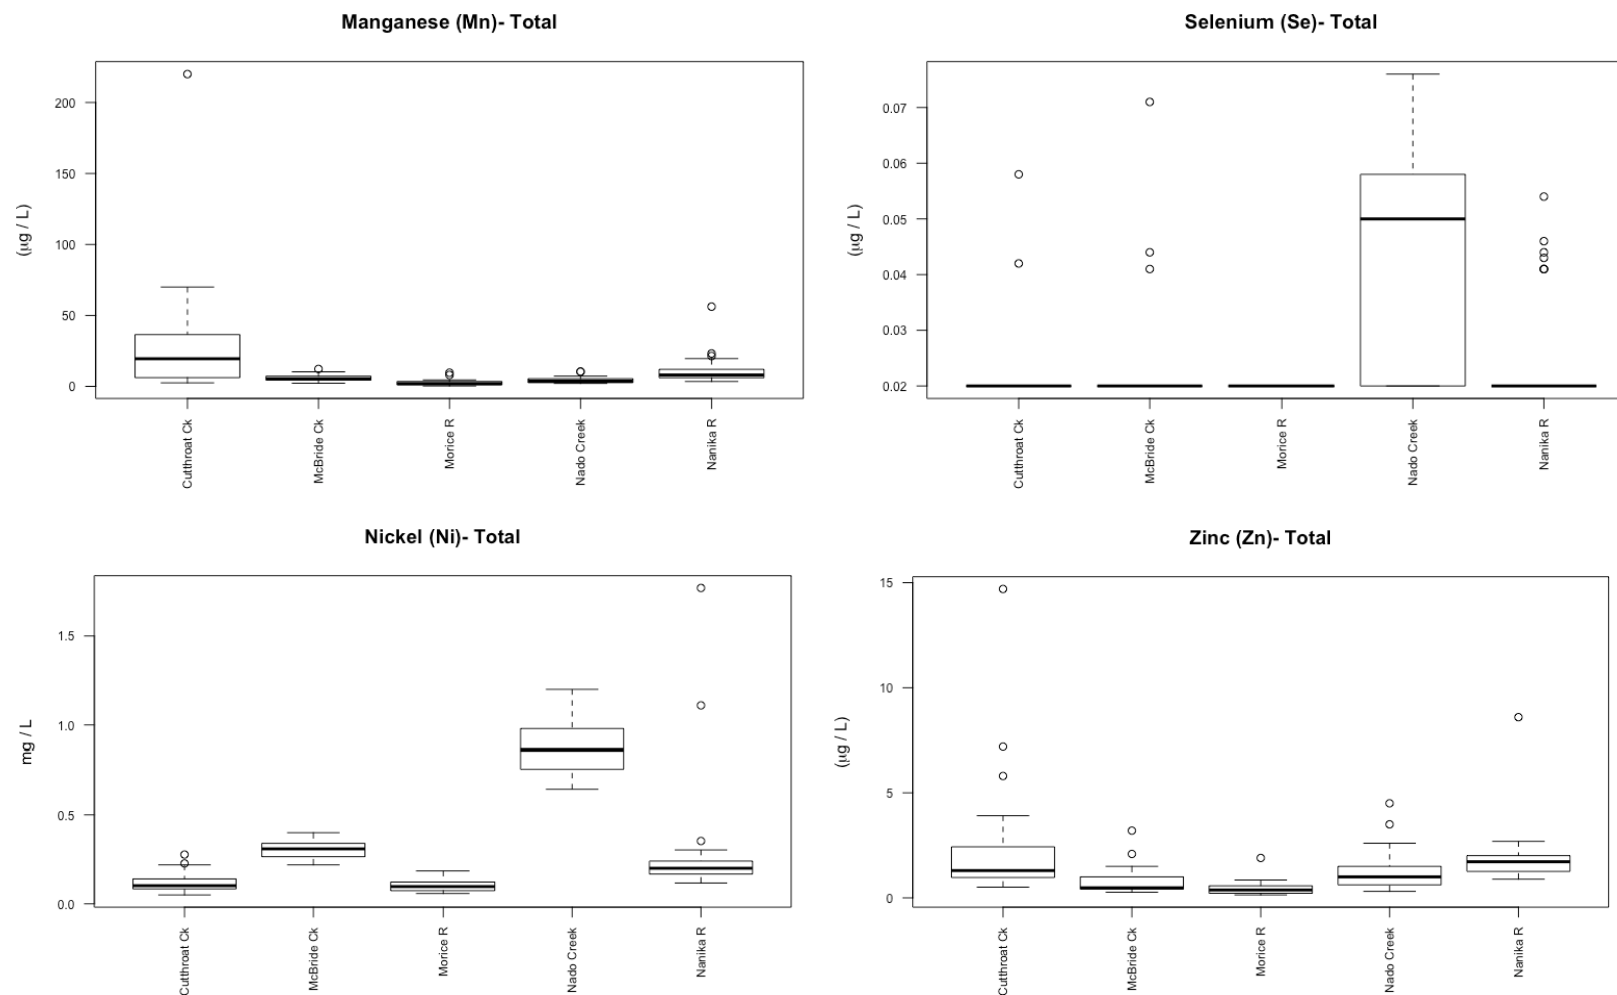 Manganese (Mn)- Total
(µg / L)
200
150
100
50
0
Cutthroat Ck
McBride Ck
Morice R
Nado Creek
Nanika R
Selenium (Se)- Total
(µg / L)
0.07
0.06
0.05
0.04
0.03
0.02
Cutthroat Ck
McBride Ck
Morice R
Nado Creek
Nanika R
Nickel (Ni)- Total
mg / L
1.5
1.0
0.5
0.0
Cutthroat Ck
McBride Ck
Morice R
Nado Creek
Nanika R
Zinc (Zn)- Total
(µg / L)
15
10
5
0
Cutthroat Ck
McBride Ck
Morice R
Nado Creek
Nanika R